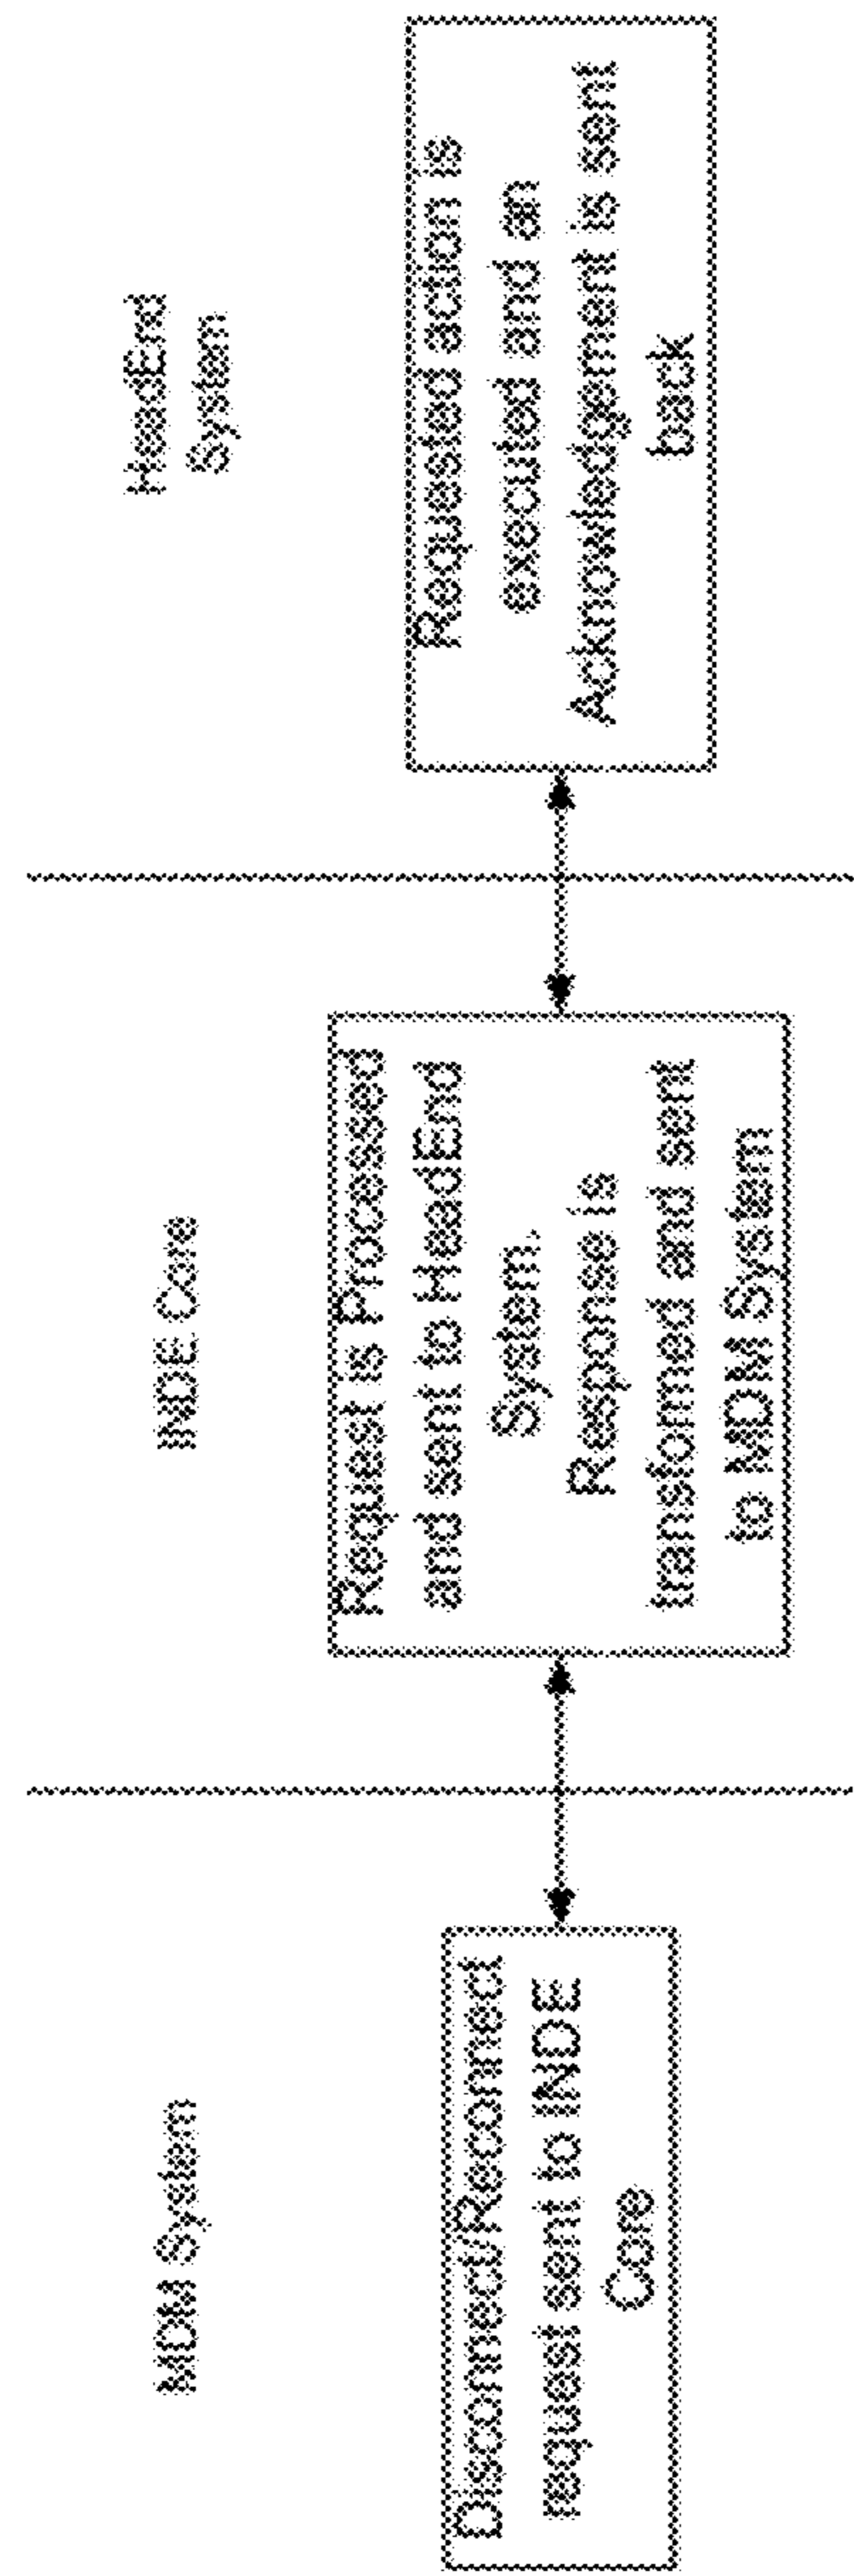 MDM System
INDE Core
HeadEnd
System
Disconnect/Reconnect
request sent to INDE
Core
Request is Processed
and sent to HeadEnd
System.
Response is
transformed and sent
to MDM System
Requested action is
executed and an
Acknowledgement is sent
back